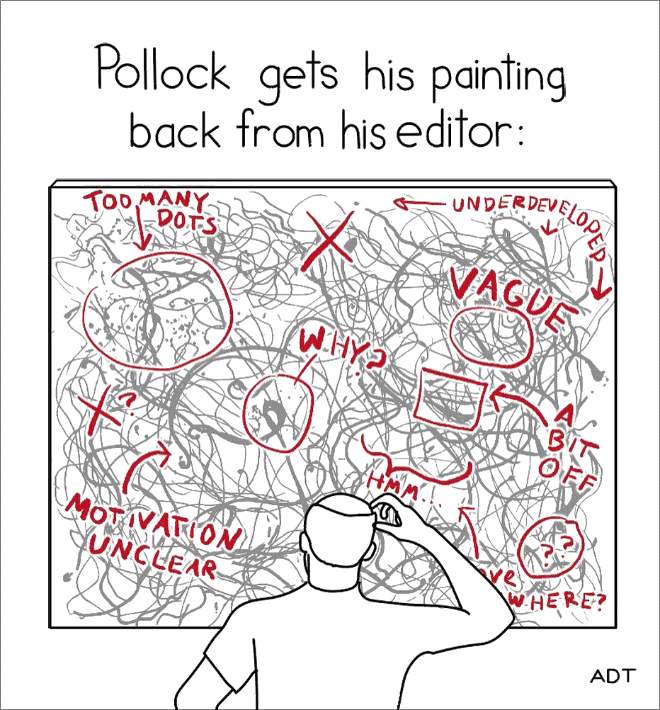 Pollock gets his painting
back from his editor:
TOO MANY
DOTS
X
UNDERDEVELOPED
VAGUE
WHY?
X?
A
BIT
OFF
HMM...
MOTIVATION
UNCLEAR
??
WHERE?
ADT